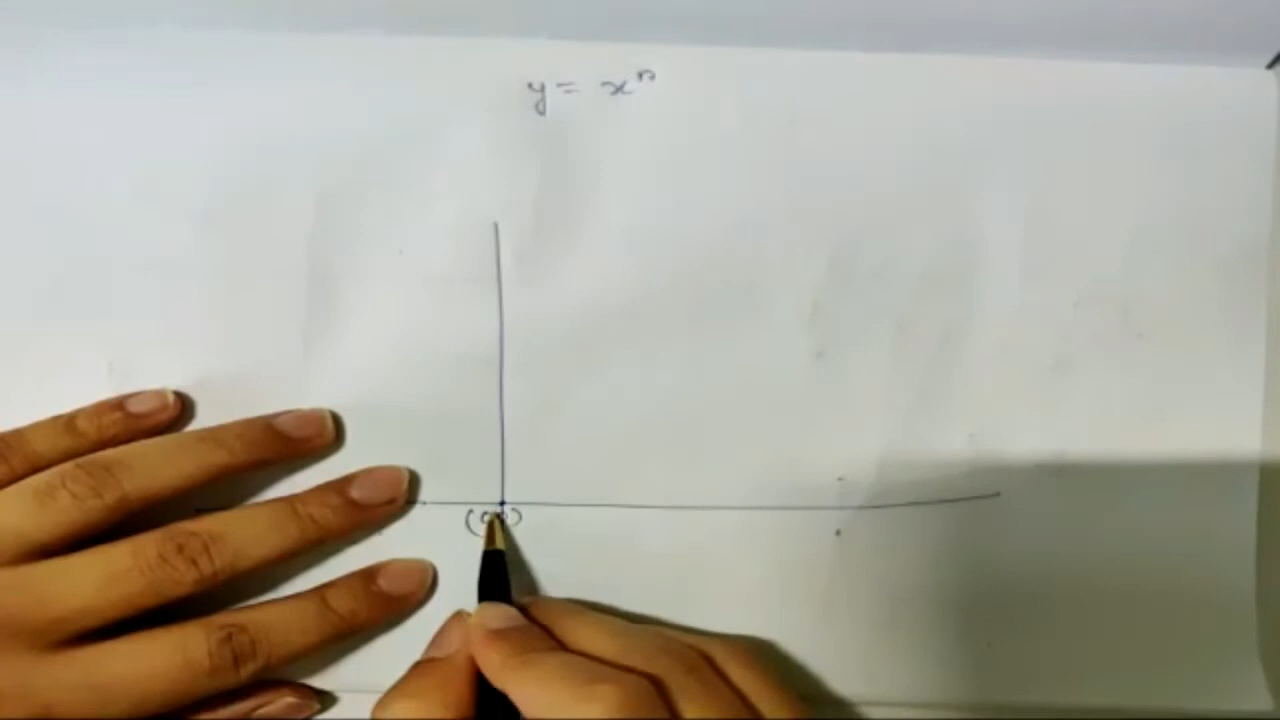 y = xⁿ